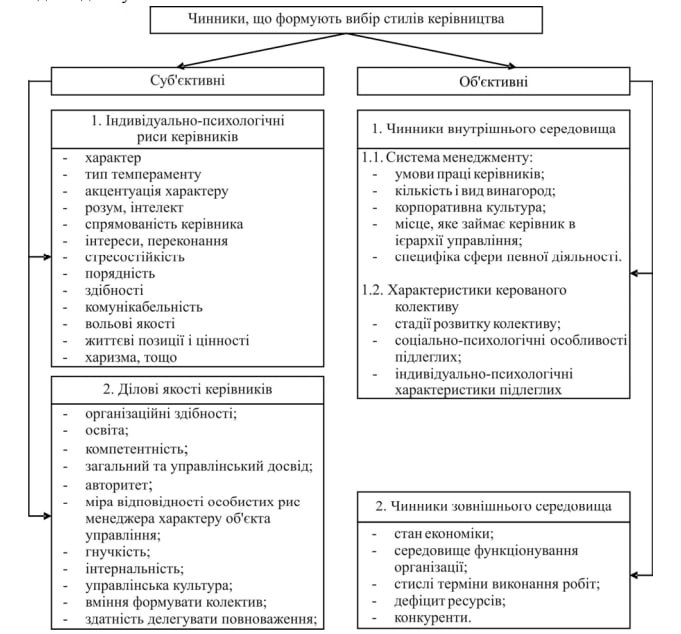 Чинники, що формують вибір стилів керівництва
Суб'єктивні
1. Індивідуально-психологічні
риси керівників
- характер
- тип темпераменту
- акцентуація характеру
- розум, інтелект
- спрямованість керівника
- інтереси, переконання
- стресостійкість
- порядність
- здібності
- комунікабельність
- вольові якості
- життєві позиції і цінності
- харизма, тощо
2. Ділові якості керівників
- організаційні здібності;
- освіта;
- компетентність;
- загальний та управлінський досвід;
- авторитет;
- міра відповідності особистих рис
менеджера характеру об'єкта
управління;
- гнучкість;
- інтернальність;
- управлінська культура;
- вміння формувати колектив;
- здатність делегувати повноваження;
Об'єктивні
1. Чинники внутрішнього середовища
1.1. Система менеджменту:
- умови праці керівників;
- кількість і вид винагород;
- корпоративна культура;
- місце, яке займає керівник в
ієрархії управління;
- специфіка сфери певної діяльності.
1.2. Характеристики керованого
колективу
- стадії розвитку колективу;
- соціально-психологічні особливості
підлеглих;
- індивідуально-психологічні
характеристики підлеглих
2. Чинники зовнішнього середовища
- стан економіки;
- середовище функціонування
організації;
- стислі терміни виконання робіт;
- дефіцит ресурсів;
- конкуренти.